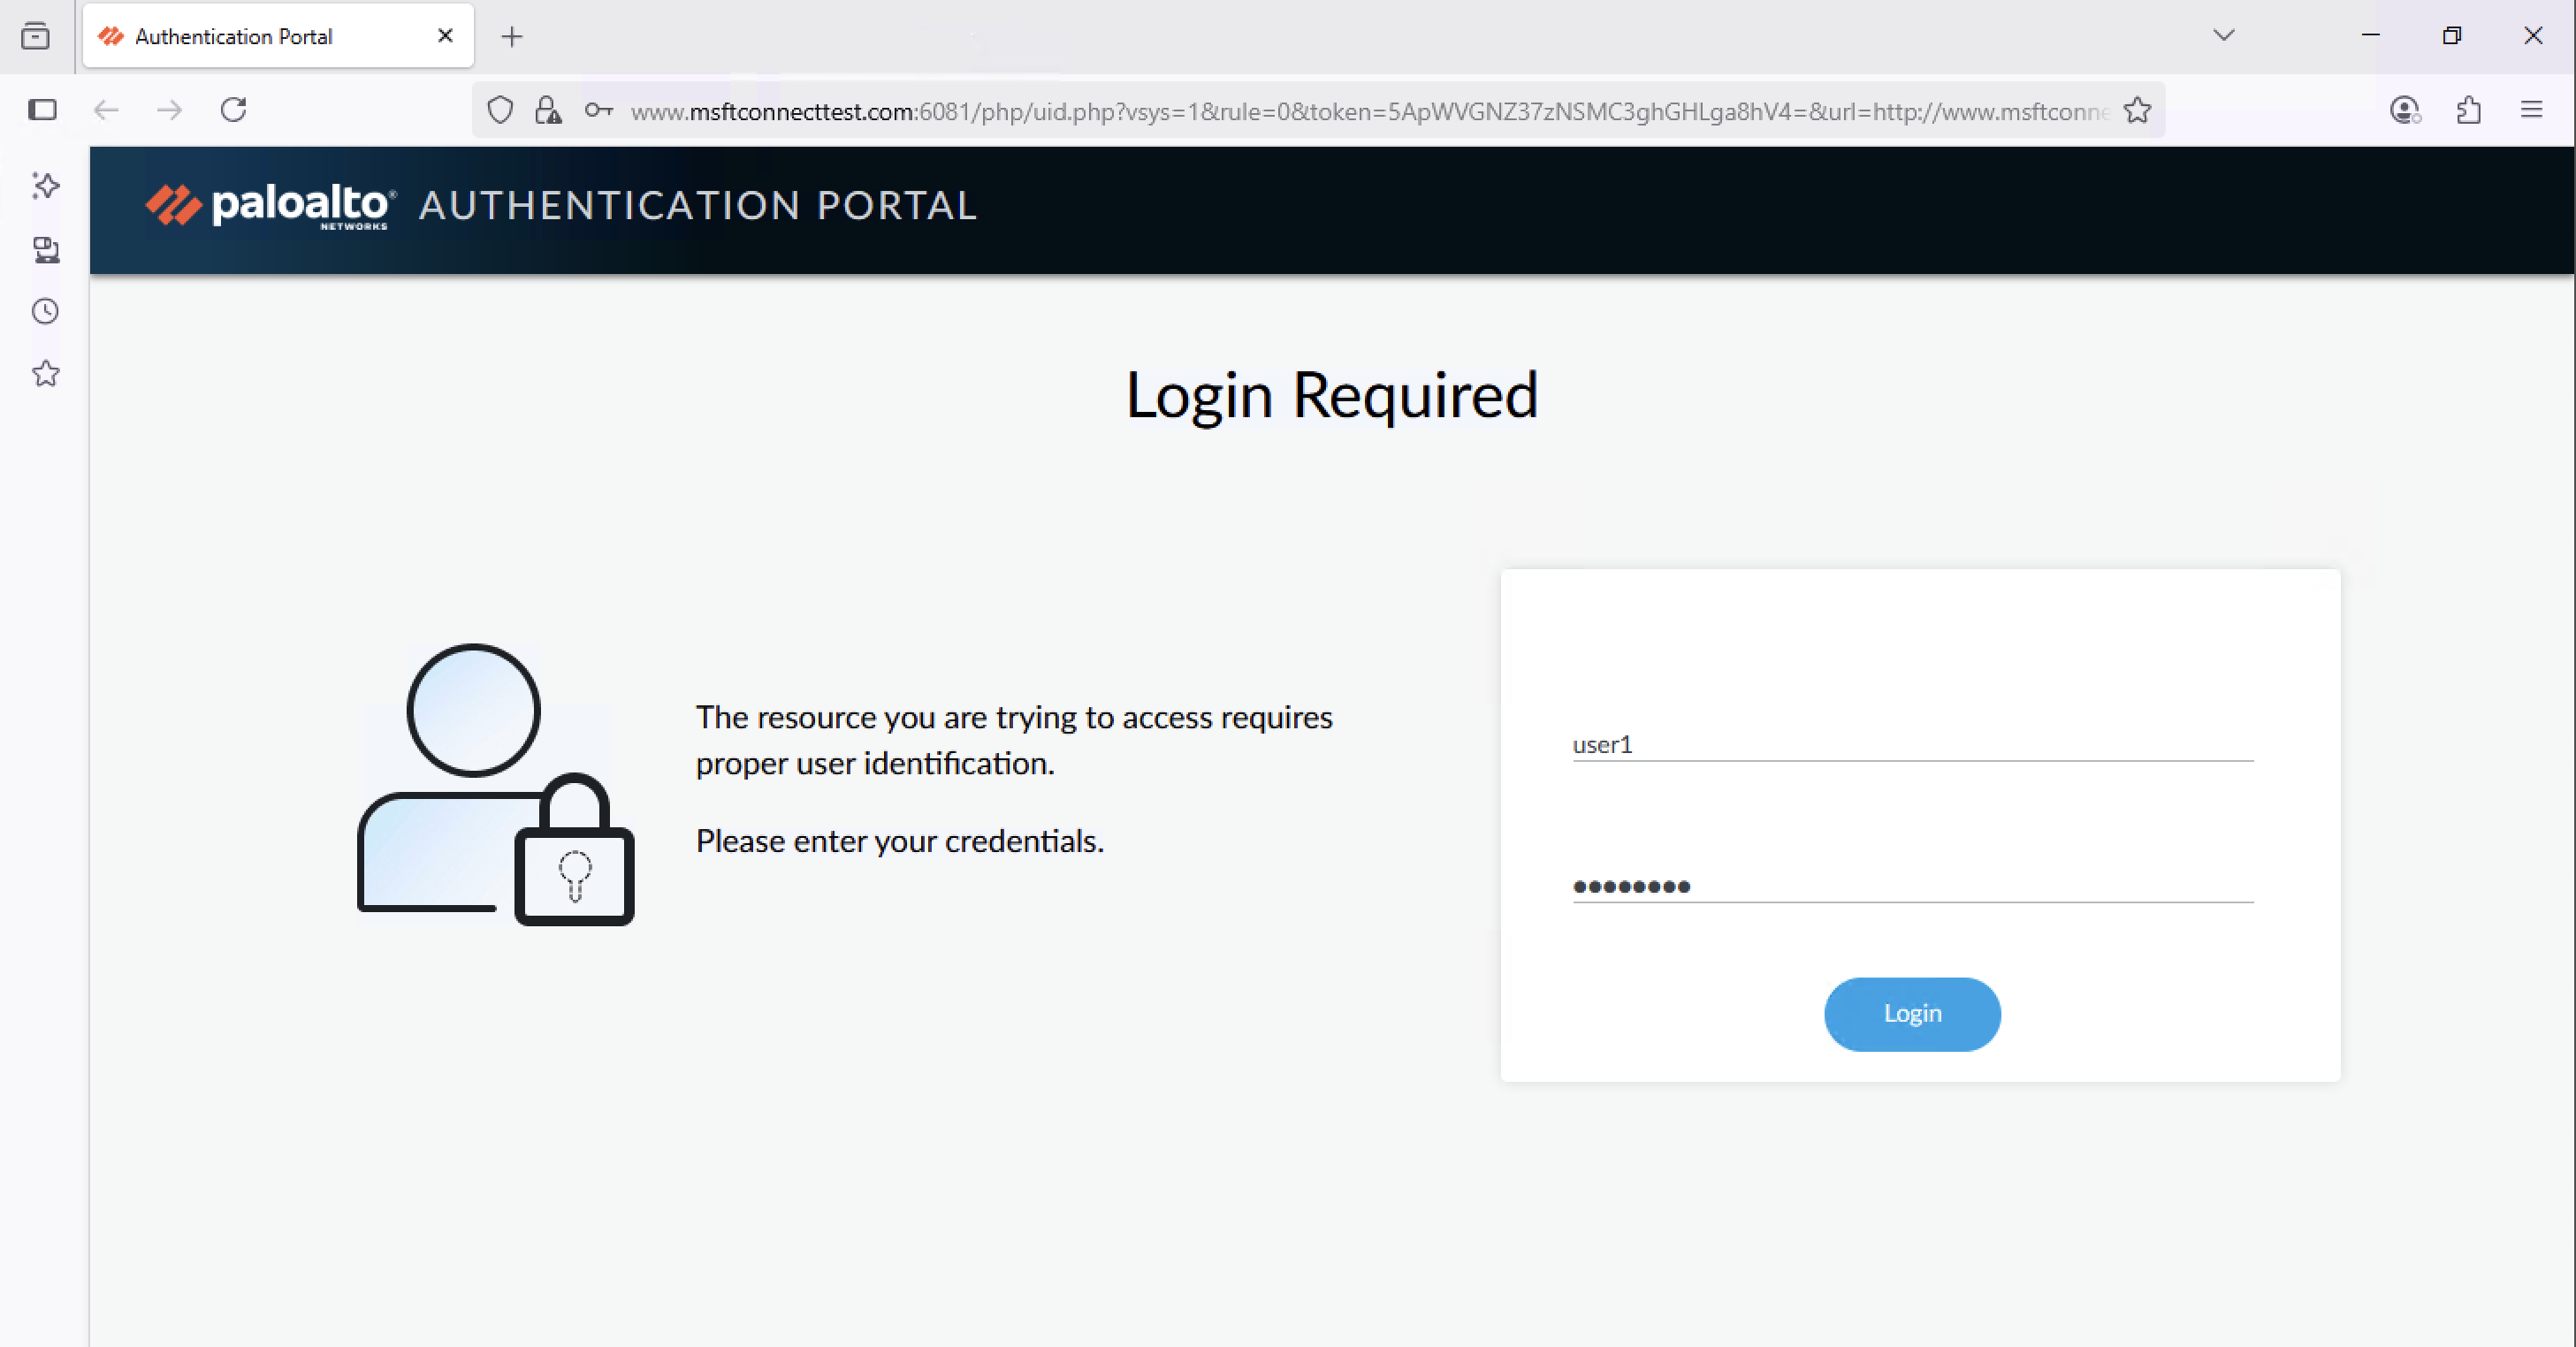 Authentication Portal
www.msftconnecttest.com:6081/php/uid.php?vsys=1&rule=0&token=5ApWVGNZ37zNSMC3ghGHLga8hV4=&url=http://www.msftconne
paloalto® AUTHENTICATION PORTAL
NETWORKS
Login Required
The resource you are trying to access requires
proper user identification.
Please enter your credentials.
user1
••••••••
Login